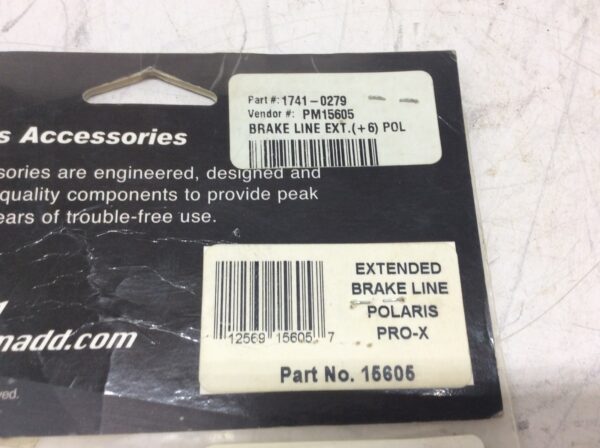 Part #: 1741-0279
Vendor #: PM15605
BRAKE LINE EXT.(+6) POL
s Accessories
sories are engineered, designed and
quality components to provide peak
ears of trouble-free use.
nadd.com
EXTENDED
BRAKE LINE
POLARIS
PRO-X
12569 15605 7
Part No. 15605
ved.